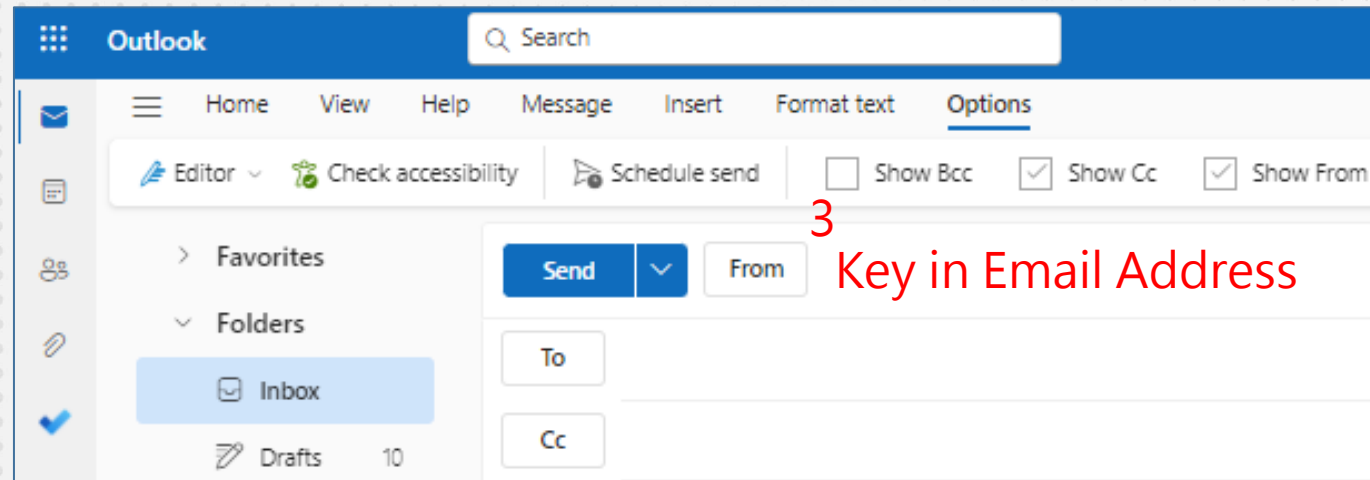 Outlook Search
Home View Help Message Insert Format text Options
Editor Check accessibility Schedule send Show Bcc Show Cc Show From
3
Favorites
Send From Key in Email Address
Folders
To
Inbox
Cc
Drafts 10